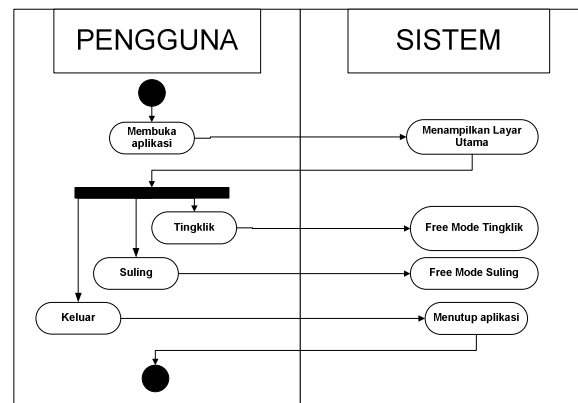 PENGGUNA
SISTEM
Membuka
aplikasi
Menampilkan Layar
Utama
Tingklik
Free Mode Tingklik
Suling
Free Mode Suling
Keluar
Menutup aplikasi